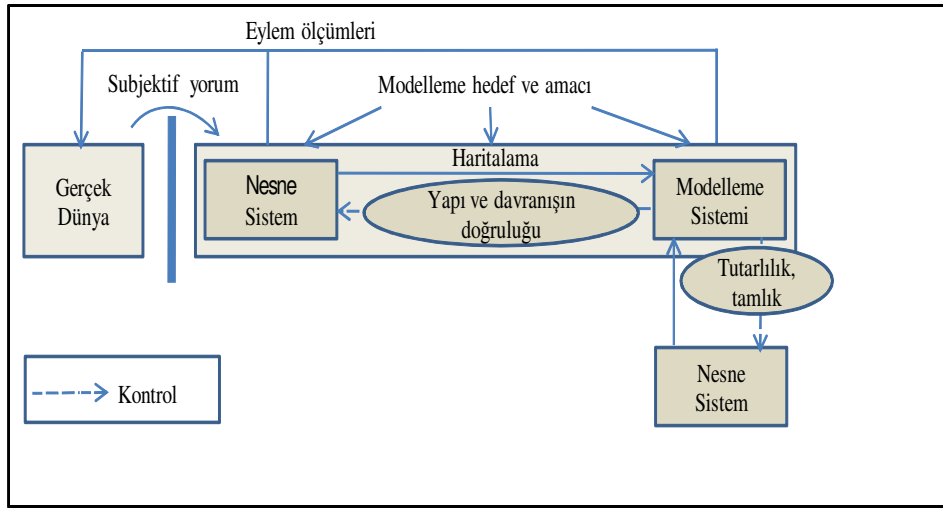 Eylem ölçümleri
Subjektif yorum
Modelleme hedef ve amacı
Gerçek
Dünya
Nesne
Sistem
Haritalama
Yapı ve davranışın
doğruluğu
Modelleme
Sistemi
Tutarlılık,
tamlık
Nesne
Sistem
Kontrol